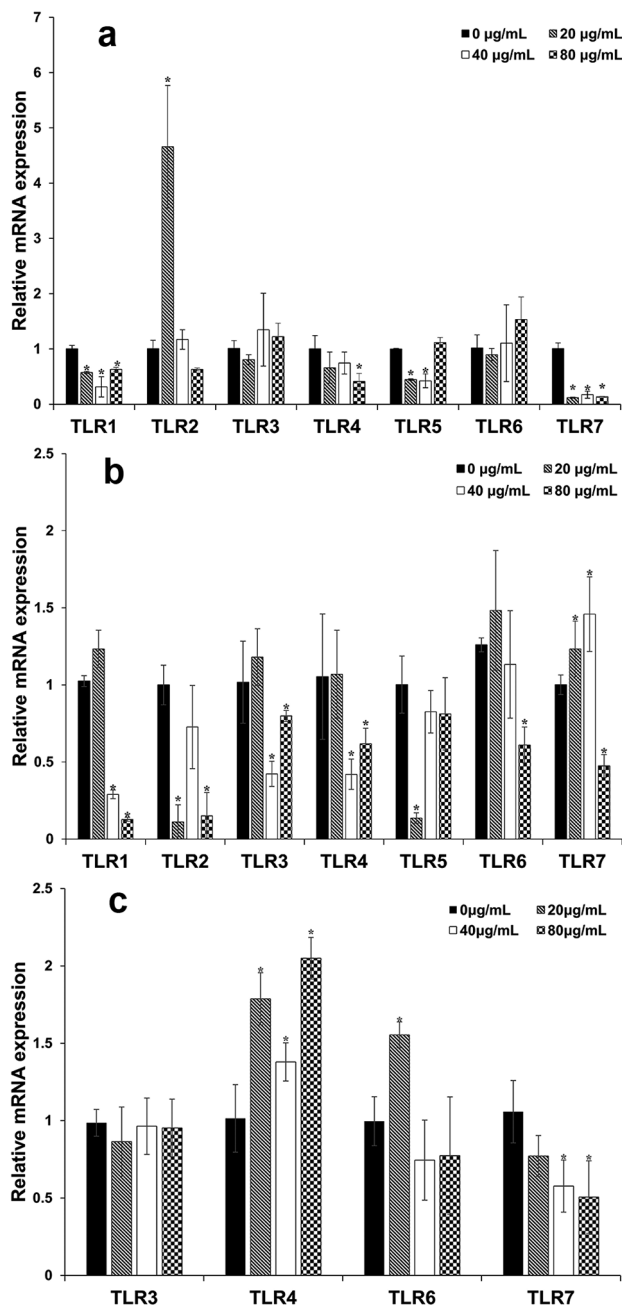 a
7
6
5
4
3
2
1
0
Relative mRNA expression
0 µg/mL 20 µg/mL
40 µg/mL 80 µg/mL
*
* * *
*
* *
* * *
TLR1 TLR2 TLR3 TLR4 TLR5 TLR6 TLR7
b
2.5
2
1.5
1
0.5
0
Relative mRNA expression
0 µg/mL 20 µg/mL
40 µg/mL 80 µg/mL
* *
* *
* *
* *
*
*
* * *
TLR1 TLR2 TLR3 TLR4 TLR5 TLR6 TLR7
c
2.5
2
1.5
1
0.5
0
Relative mRNA expression
0µg/mL 20µg/mL
40µg/mL 80µg/mL
* * *
*
* *
TLR3 TLR4 TLR6 TLR7